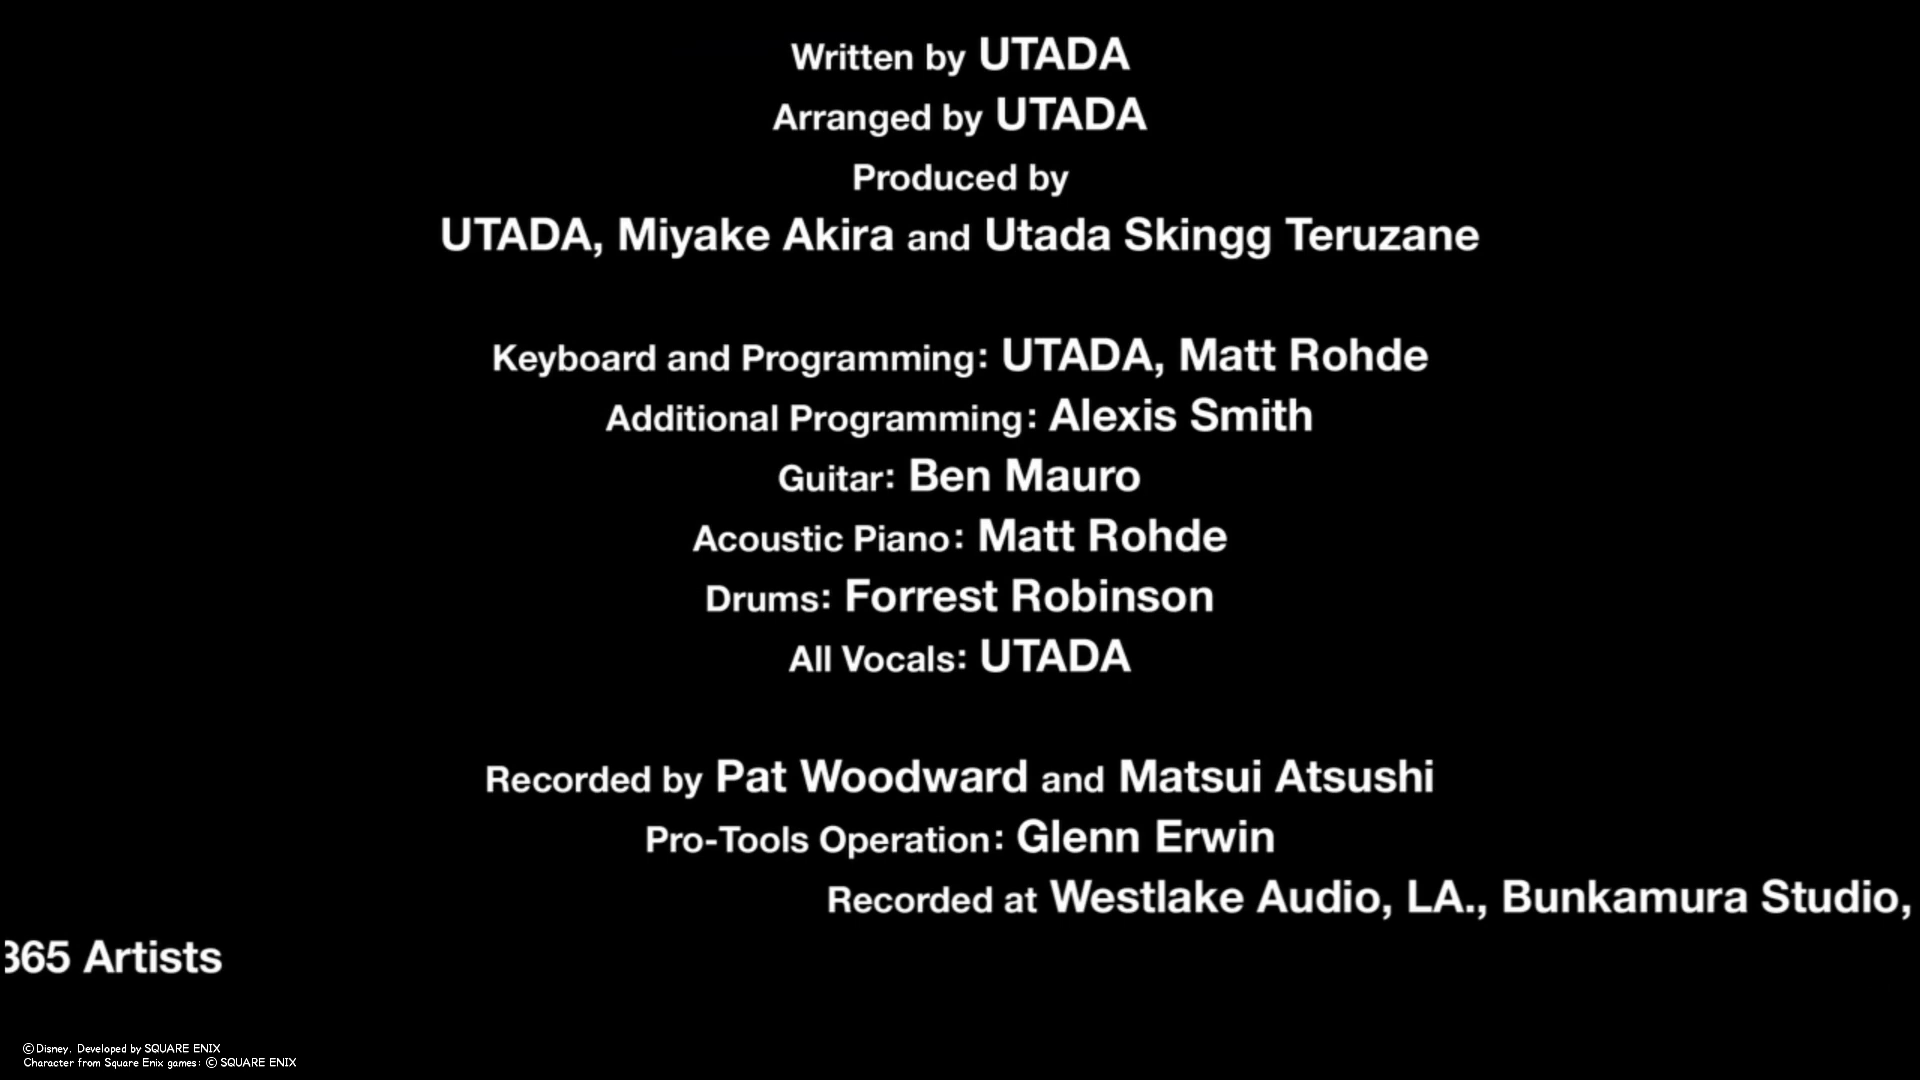 Written by UTADA
Arranged by UTADA
Produced by
UTADA, Miyake Akira and Utada Skingg Teruzane
Keyboard and Programming: UTADA, Matt Rohde
Additional Programming: Alexis Smith
Guitar: Ben Mauro
Acoustic Piano: Matt Rohde
Drums: Forrest Robinson
All Vocals: UTADA
Recorded by Pat Woodward and Matsui Atsushi
Pro-Tools Operation: Glenn Erwin
Recorded at Westlake Audio, LA., Bunkamura Studio,
365 Artists
©Disney. Developed by SQUARE ENIX
Character from Square Enix games: © SQUARE ENIX